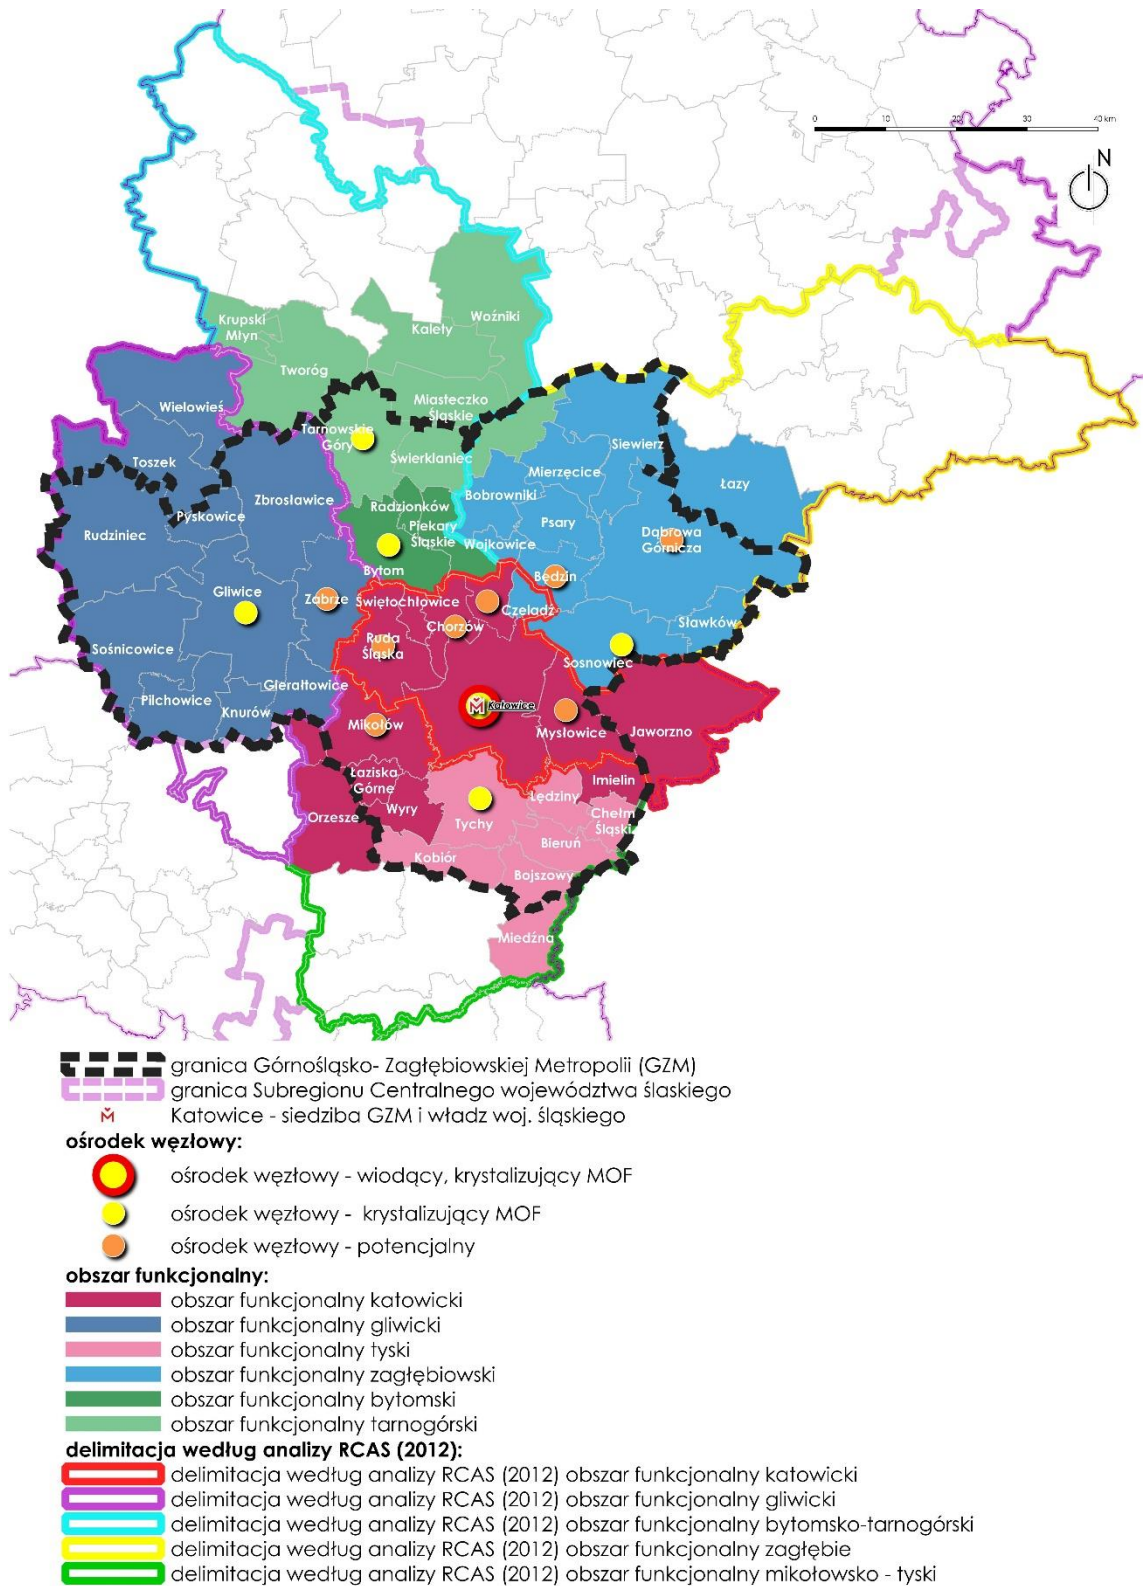 0 10 20 30 40 km
N
Woźniki
Krupski
Młyn
Kalety
Tworóg
Miasteczko
Śląskie
Wielowieś
Tarnowskie
Góry
Siewierz
Świerklaniec
Toszek
Mierzęcice
Łazy
Zbrosławice
Bobrowniki
Radzionków
Pyskowice
Psary
Rudziniec
Piekary
Śląskie
Dąbrowa
Górnicza
Wojkowice
Bytom
Będzin
Gliwice
Zabrze
Świętochłowice
Czeladź
Sławków
Chorzów
Ruda
Śląska
Sośnicowice
Sosnowiec
Gierałtowice
Pilchowice
Knurów
Katowice
Mikołów
Mysłowice
Jaworzno
Łaziska
Górne
Imielin
Lędziny
Wyry
Orzesze
Tychy
Chełm
Śląski
Bieruń
Kobiór
Bojszowy
Miedźna
granica Górnośląsko- Zagłębiowskiej Metropolii (GZM)
granica Subregionu Centralnego województwa ślaskiego
Katowice - siedziba GZM i władz woj. śląskiego
ośrodek węzłowy:
ośrodek węzłowy - wiodący, krystalizujący MOF
ośrodek węzłowy - krystalizujący MOF
ośrodek węzłowy - potencjalny
obszar funkcjonalny:
obszar funkcjonalny katowicki
obszar funkcjonalny gliwicki
obszar funkcjonalny tyski
obszar funkcjonalny zagłębiowski
obszar funkcjonalny bytomski
obszar funkcjonalny tarnogórski
delimitacja według analizy RCAS (2012):
delimitacja według analizy RCAS (2012) obszar funkcjonalny katowicki
delimitacja według analizy RCAS (2012) obszar funkcjonalny gliwicki
delimitacja według analizy RCAS (2012) obszar funkcjonalny bytomsko-tarnogórski
delimitacja według analizy RCAS (2012) obszar funkcjonalny zagłębie
delimitacja według analizy RCAS (2012) obszar funkcjonalny mikołowsko - tyski